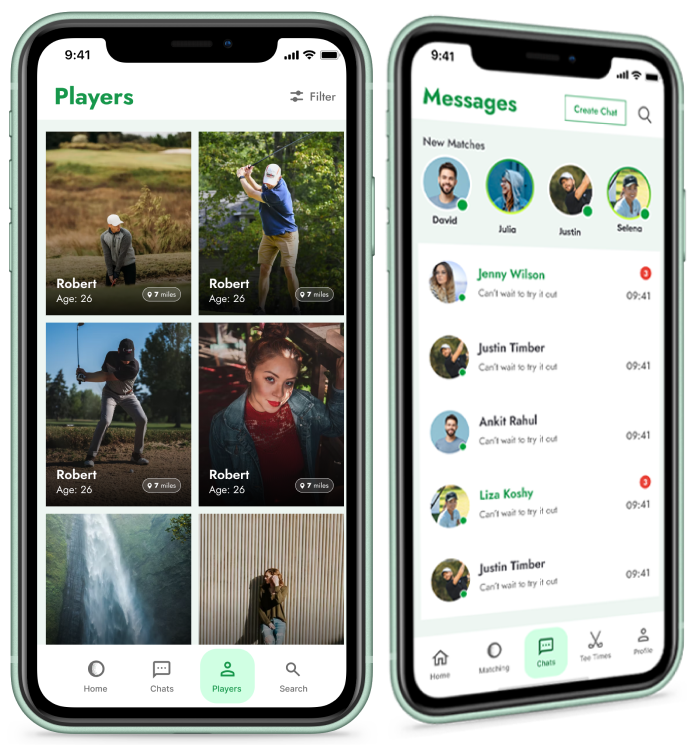 9:41
Players
Filter
Robert
Age: 26
7 miles
Robert
Age: 26
7 miles
Robert
Age: 26
7 miles
Robert
Age: 26
7 miles
Home
Chats
Players
Search
9:41
Messages
Create Chat
New Matches
David
Julia
Justin
Selena
Jenny Wilson
3
Can't wait to try it out
09:41
Justin Timber
Can't wait to try it out
09:41
Ankit Rahul
Can't wait to try it out
09:41
Liza Koshy
3
Can't wait to try it out
09:41
Justin Timber
Can't wait to try it out
09:41
Home
Matching
Chats
Tee Times
Profile